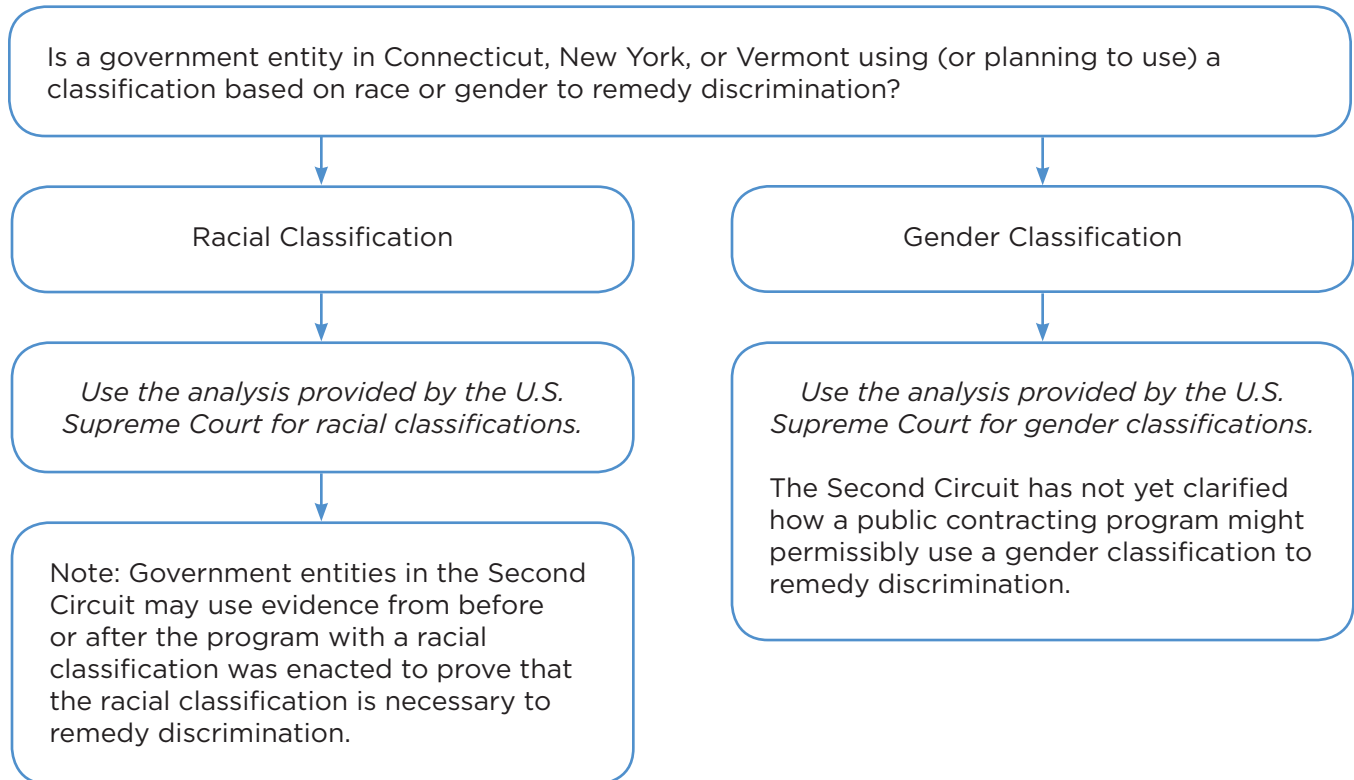 Is a government entity in Connecticut, New York, or Vermont using (or planning to use) a
classification based on race or gender to remedy discrimination?
Racial Classification
Gender Classification
Use the analysis provided by the U.S.
Supreme Court for racial classifications.
Use the analysis provided by the U.S.
Supreme Court for gender classifications.
The Second Circuit has not yet clarified
how a public contracting program might
permissibly use a gender classification to
remedy discrimination.
Note: Government entities in the Second
Circuit may use evidence from before
or after the program with a racial
classification was enacted to prove that
the racial classification is necessary to
remedy discrimination.